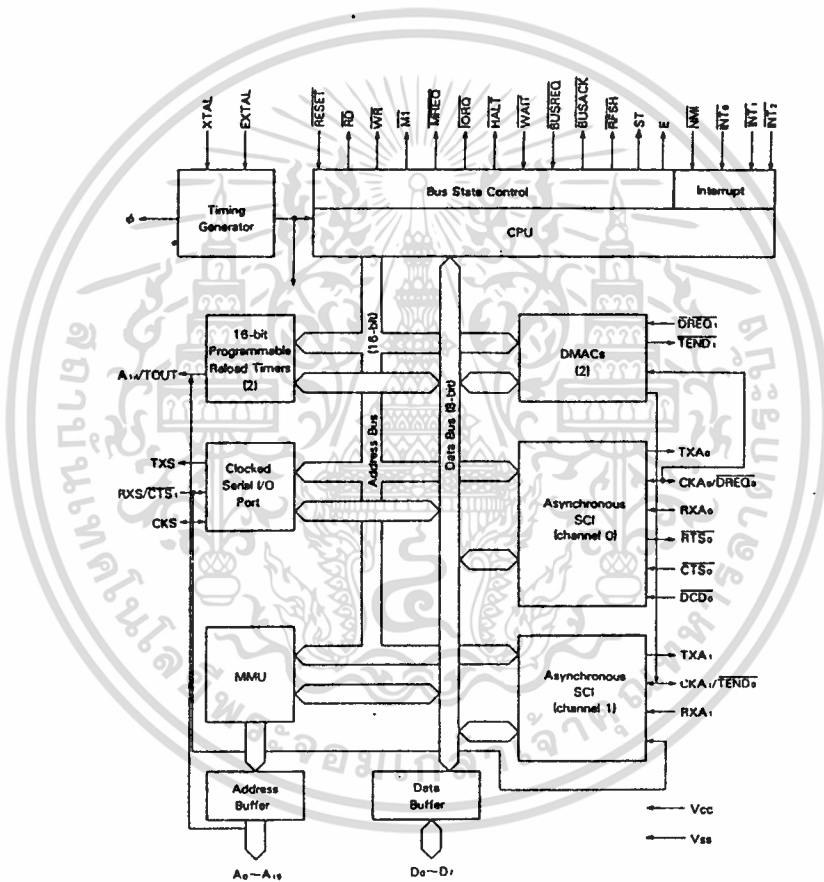 φ
XTAL
EXTAL
RESET
RD
WR
M1
MREQ
IORQ
HALT
WAIT
BUSREQ
BUSACK
RFSH
ST
E
NMI
INT₀
INT₁
INT₂
Timing
Generator
Bus State Control
Interrupt
CPU
16-bit
Programmable
Reload Timers
(2)
A₁₈/TOUT
Address Bus (16-bit)
Data Bus (8-bit)
DMACs
(2)
DREQ₁
TEND₁
TXS
RXS/CTS₁
CKS
Clocked
Serial I/O
Port
Asynchronous
SCI
(channel 0)
TXA₀
CKA₀/DREQ₀
RXA₀
RTS₀
CTS₀
DCD₀
MMU
Asynchronous
SCI
(channel 1)
TXA₁
CKA₁/TEND₀
RXA₁
Address
Buffer
Data
Buffer
Vcc
Vss
A₀~A₁₉
D₀~D₇